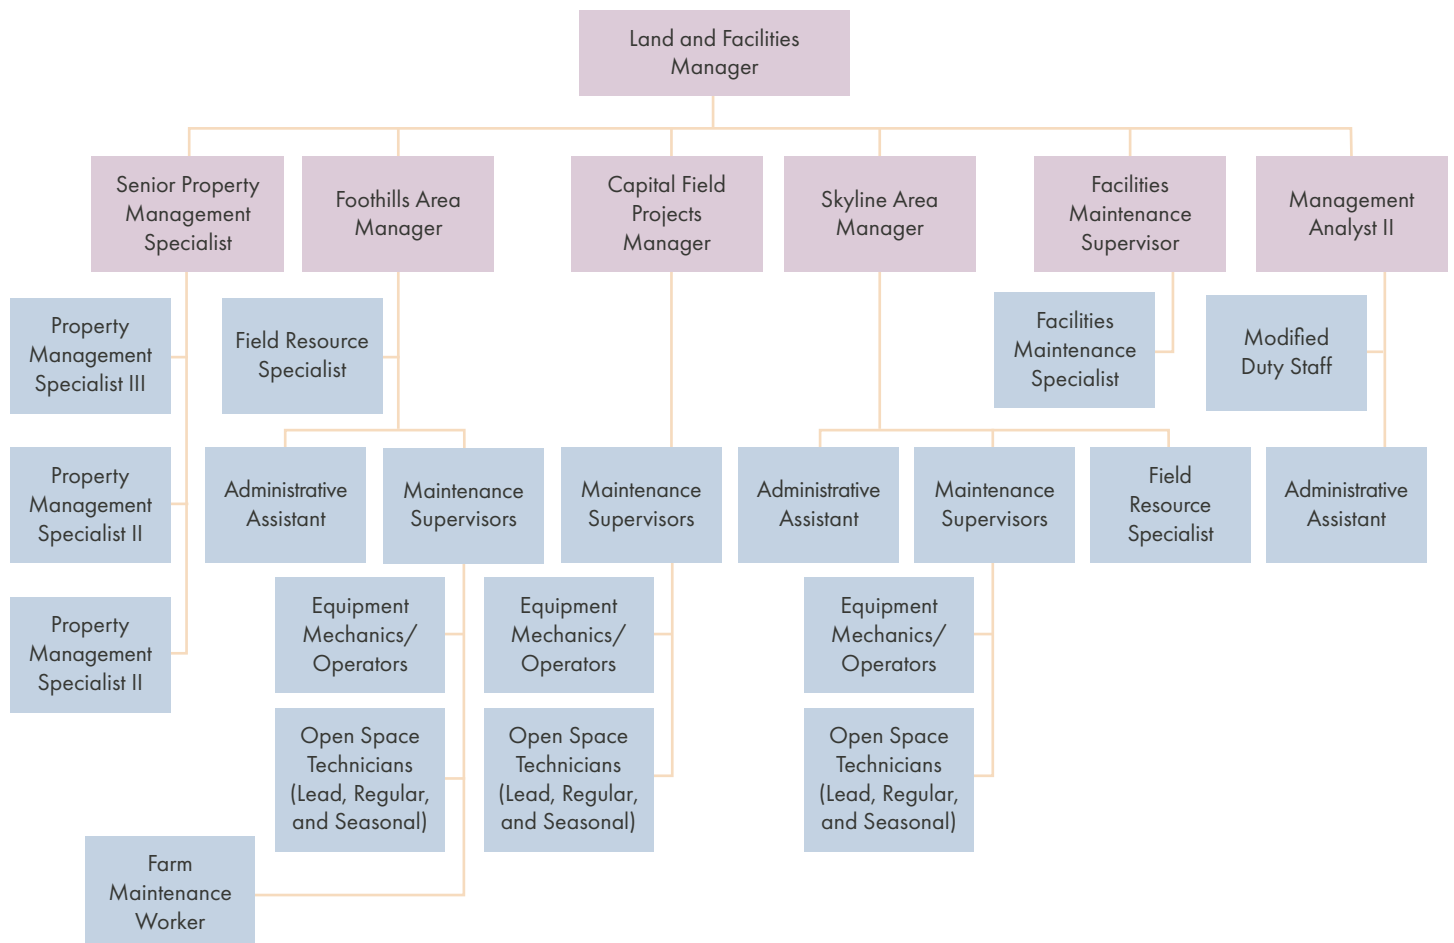 Land and Facilities
Manager
Senior Property
Management
Specialist
Foothills Area
Manager
Capital Field
Projects
Manager
Skyline Area
Manager
Facilities
Maintenance
Supervisor
Management
Analyst II
Property
Management
Specialist III
Field Resource
Specialist
Facilities
Maintenance
Specialist
Modified
Duty Staff
Property
Management
Specialist II
Administrative
Assistant
Maintenance
Supervisors
Maintenance
Supervisors
Administrative
Assistant
Maintenance
Supervisors
Field
Resource
Specialist
Administrative
Assistant
Property
Management
Specialist II
Equipment
Mechanics/
Operators
Equipment
Mechanics/
Operators
Equipment
Mechanics/
Operators
Open Space
Technicians
(Lead, Regular,
and Seasonal)
Open Space
Technicians
(Lead, Regular,
and Seasonal)
Open Space
Technicians
(Lead, Regular,
and Seasonal)
Farm
Maintenance
Worker